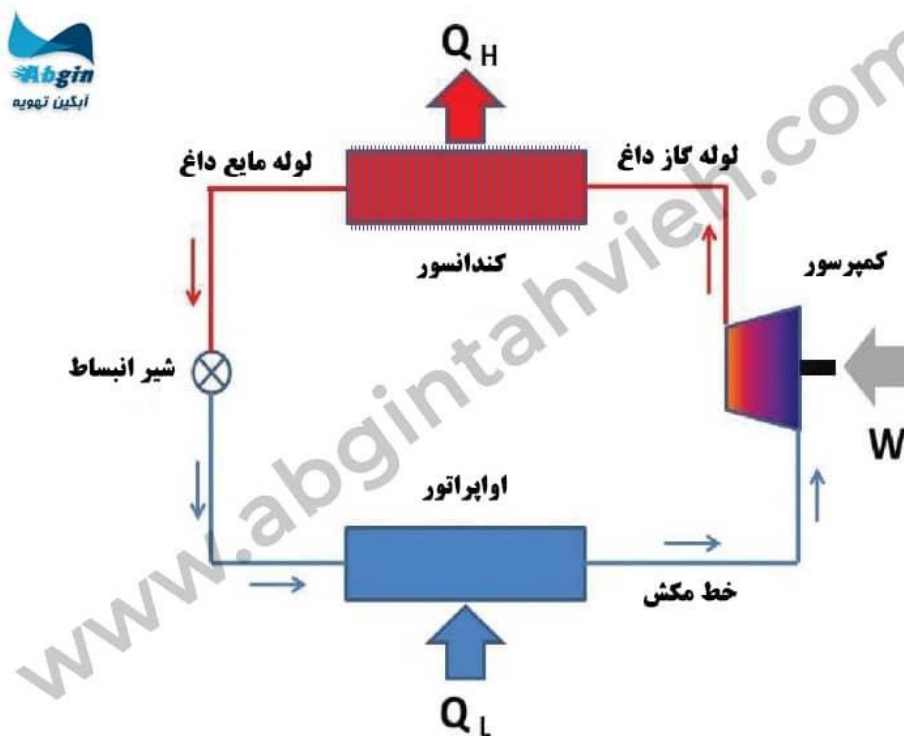 Abgin
آبگین تهویه
Q H
لوله مایع داغ
لوله گاز داغ
کندانسور
کمپرسور
شیر انبساط
W
اواپراتور
خط مکش
Q L
www.abgintahvieh.com